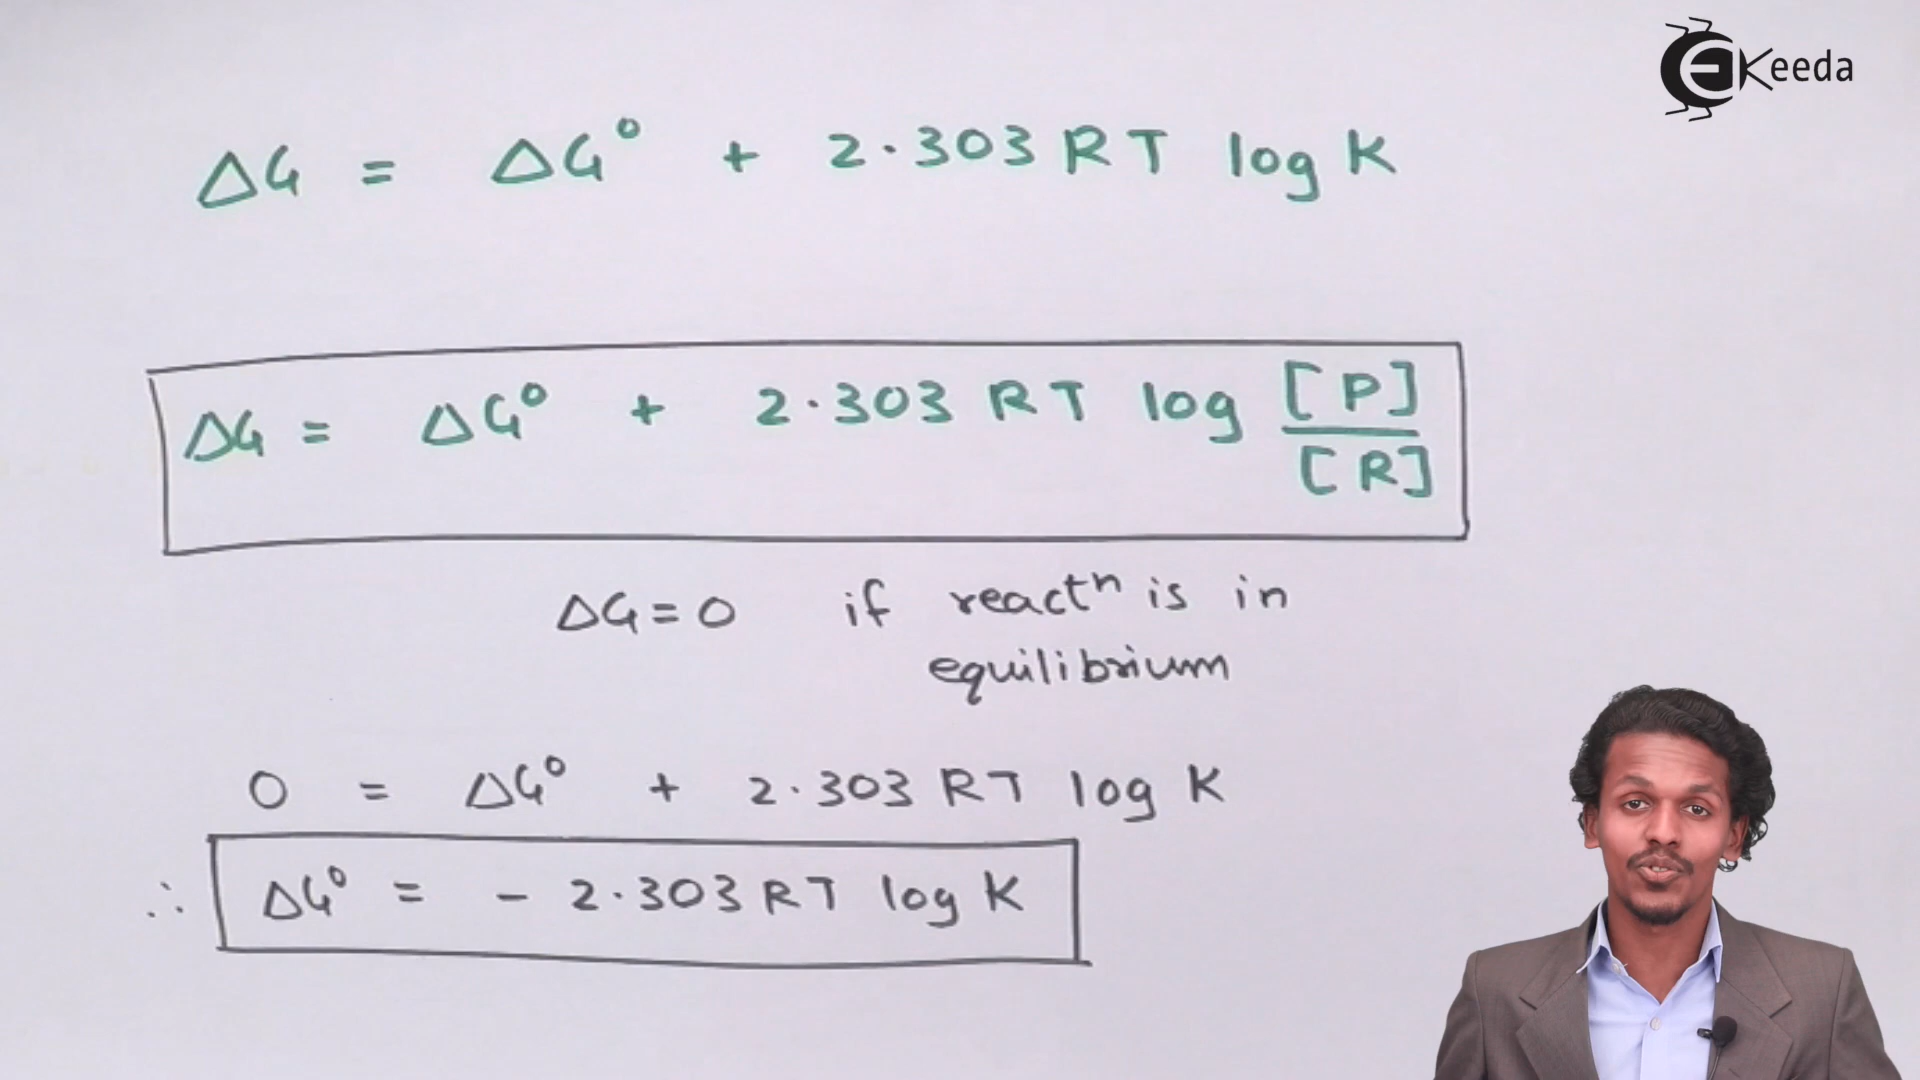 EKeeda
ΔG = ΔG° + 2.303 RT log K
ΔG = ΔG° + 2.303 RT log [P]/[R]
ΔG = 0 if reactⁿ is in
equilibrium
0 = ΔG° + 2.303 RT log K
∴ ΔG° = - 2.303 RT log K